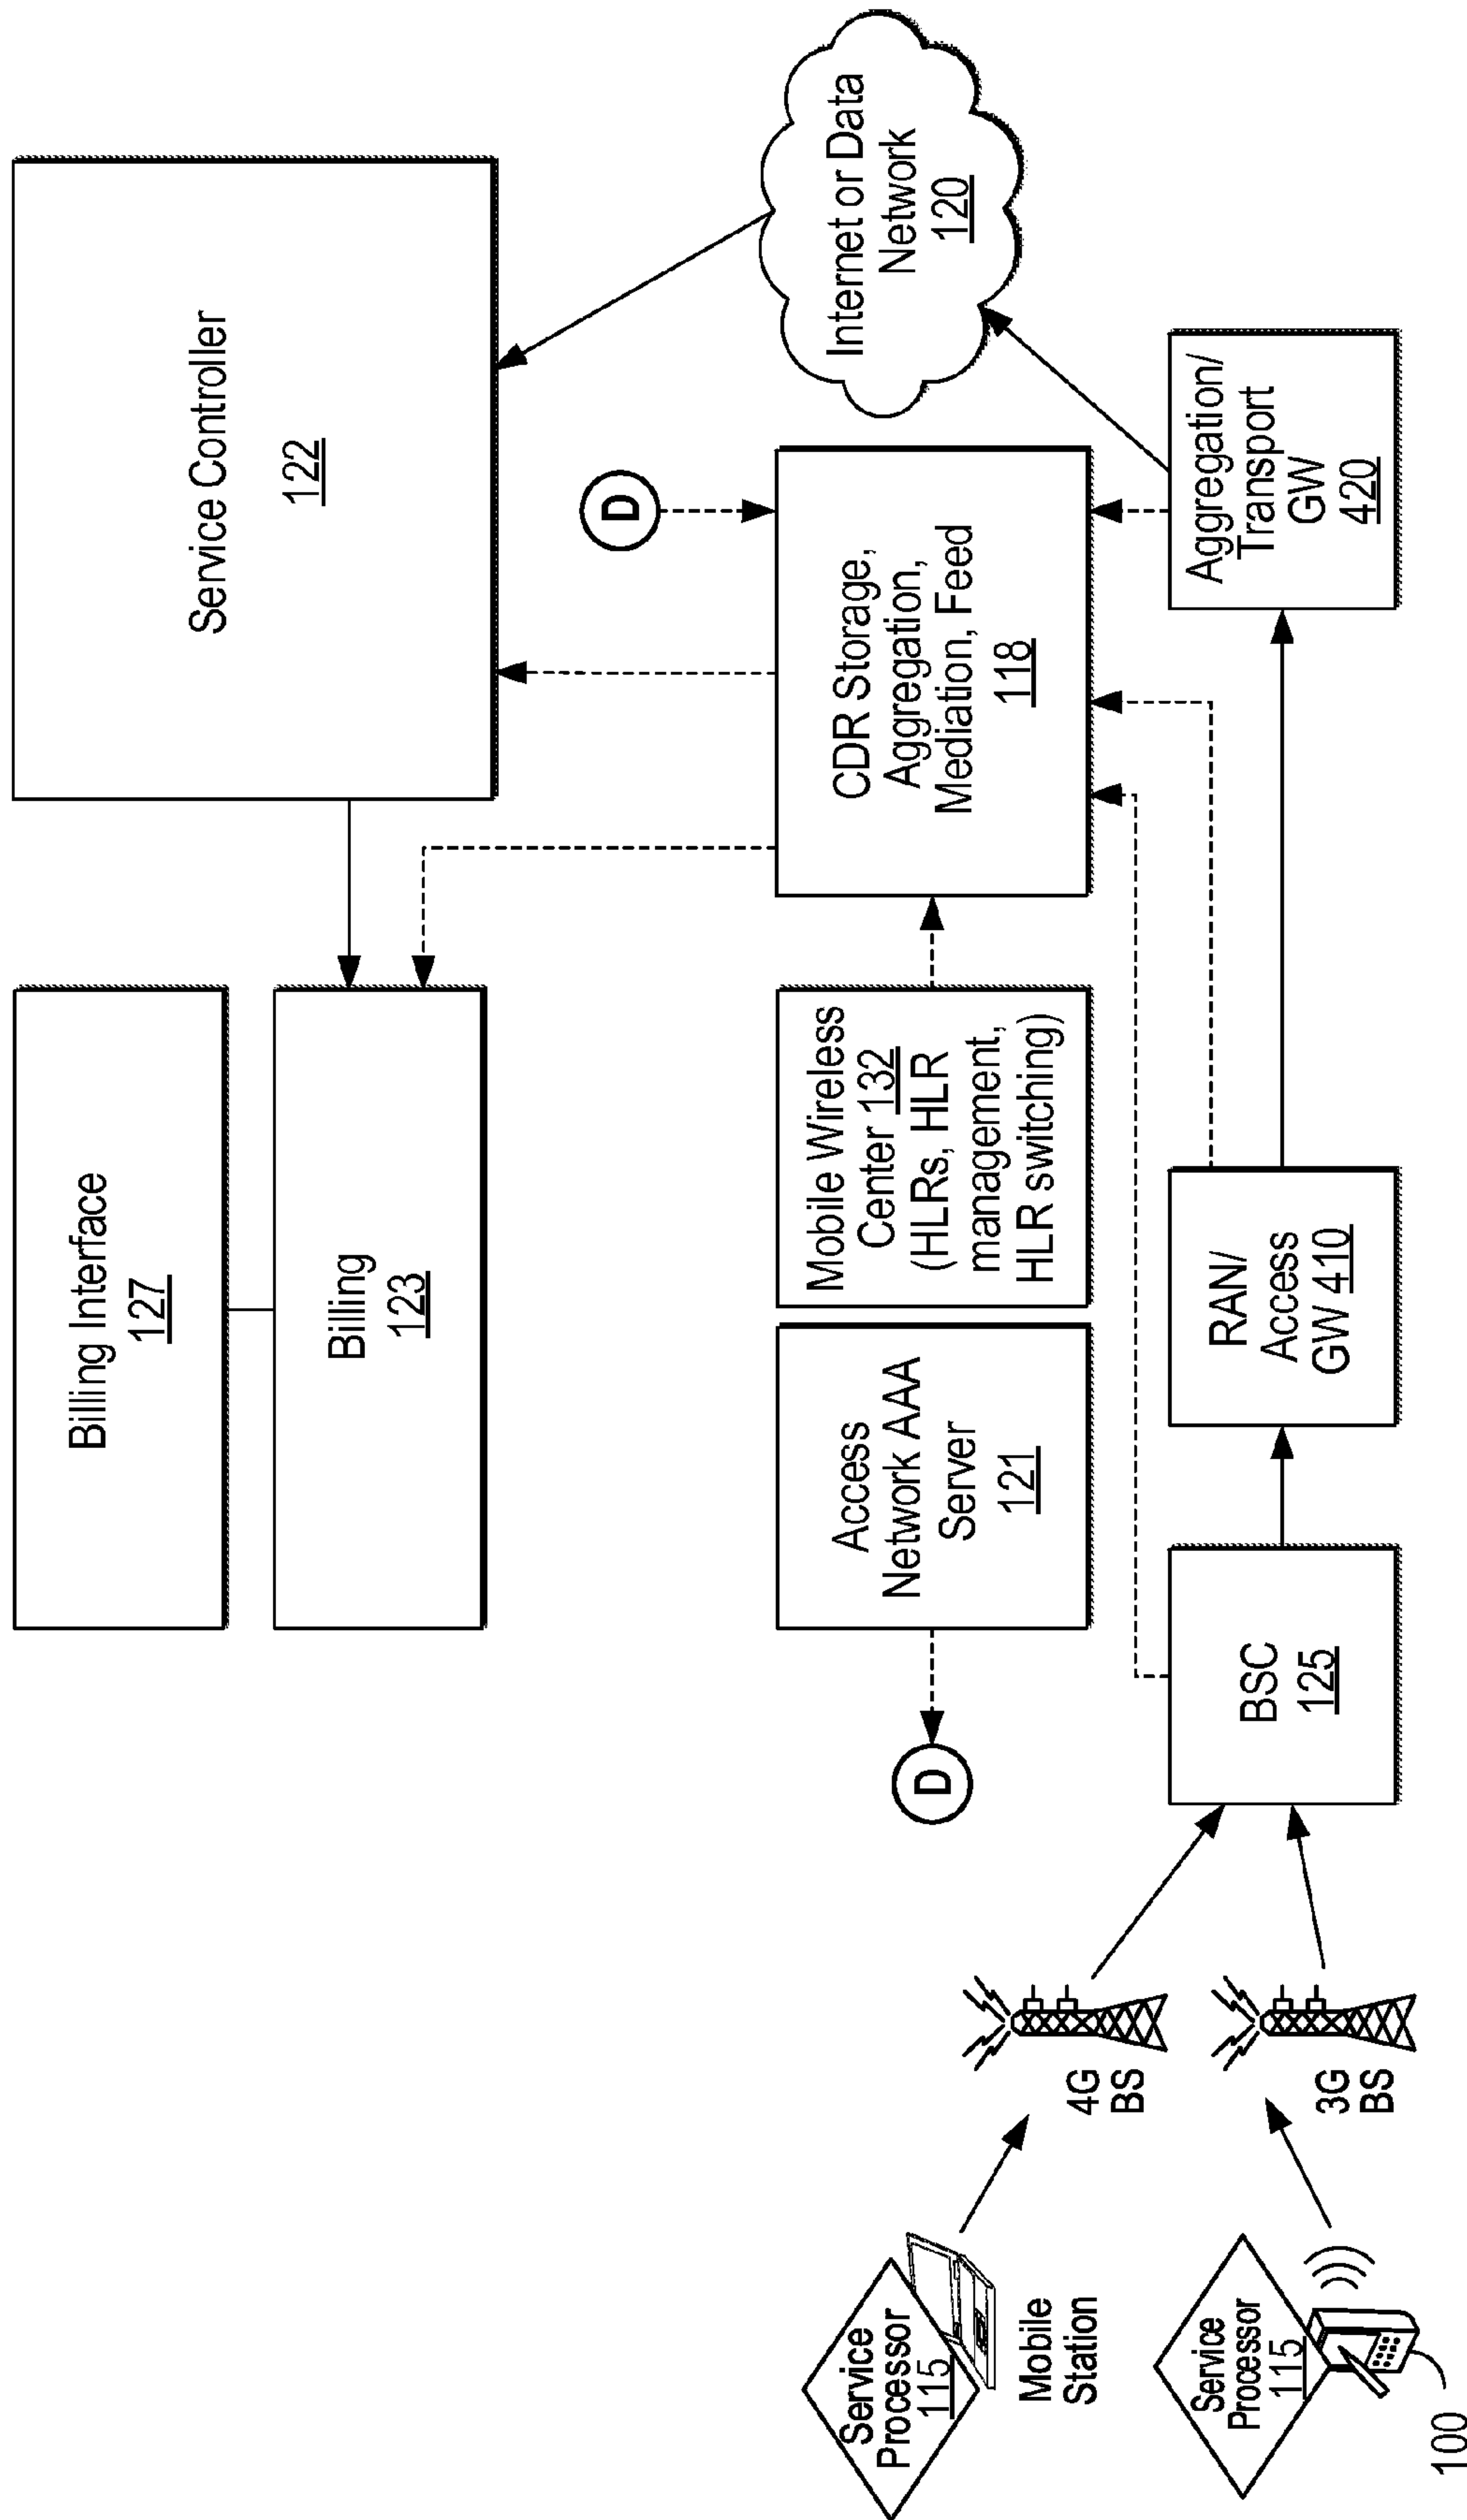 Billing Interface
127
Billing
123
Service Controller
122
D
Internet or Data
Network
120
Access
Network AAA
Server
121
D
Mobile Wireless
Center 132
(HLRs, HLR
management,
HLR switching)
CDR Storage,
Aggregation,
Mediation, Feed
118
Service
Processor
115
Mobile
Station
4G
BS
Service
Processor
115
100
3G
BS
BSC
125
RAN/
Access
GW 410
Aggregation/
Transport
GW
420